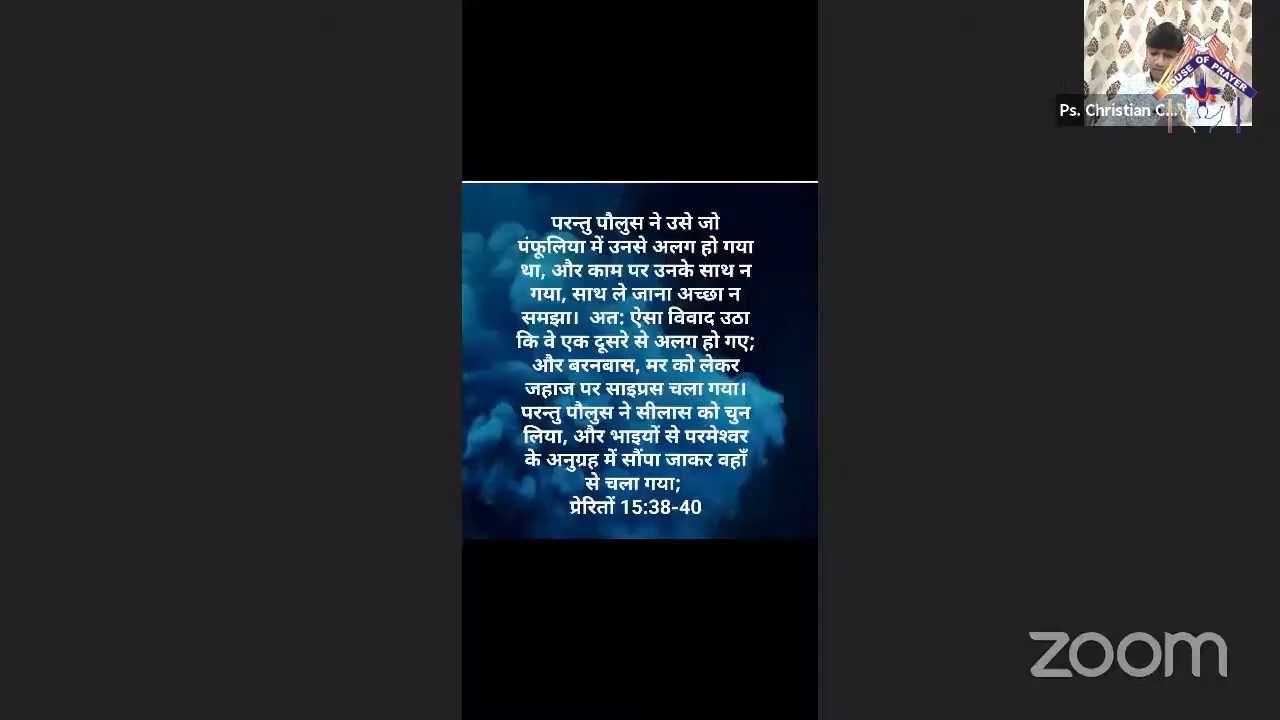 HOUSE OF PRAYER
Ps. Christian C...
परन्तु पौलुस ने उसे जो
पंफूलिया में उनसे अलग हो गया
था, और काम पर उनके साथ न
गया, साथ ले जाना अच्छा न
समझा।  अत: ऐसा विवाद उठा
कि वे एक दूसरे से अलग हो गए;
और बरनबास, मर को लेकर
जहाज पर साइप्रस चला गया।
परन्तु पौलुस ने सीलास को चुन
लिया, और भाइयों से परमेश्वर
के अनुग्रह में सौंपा जाकर वहाँ
से चला गया;
प्रेरितों 15:38-40
zoom